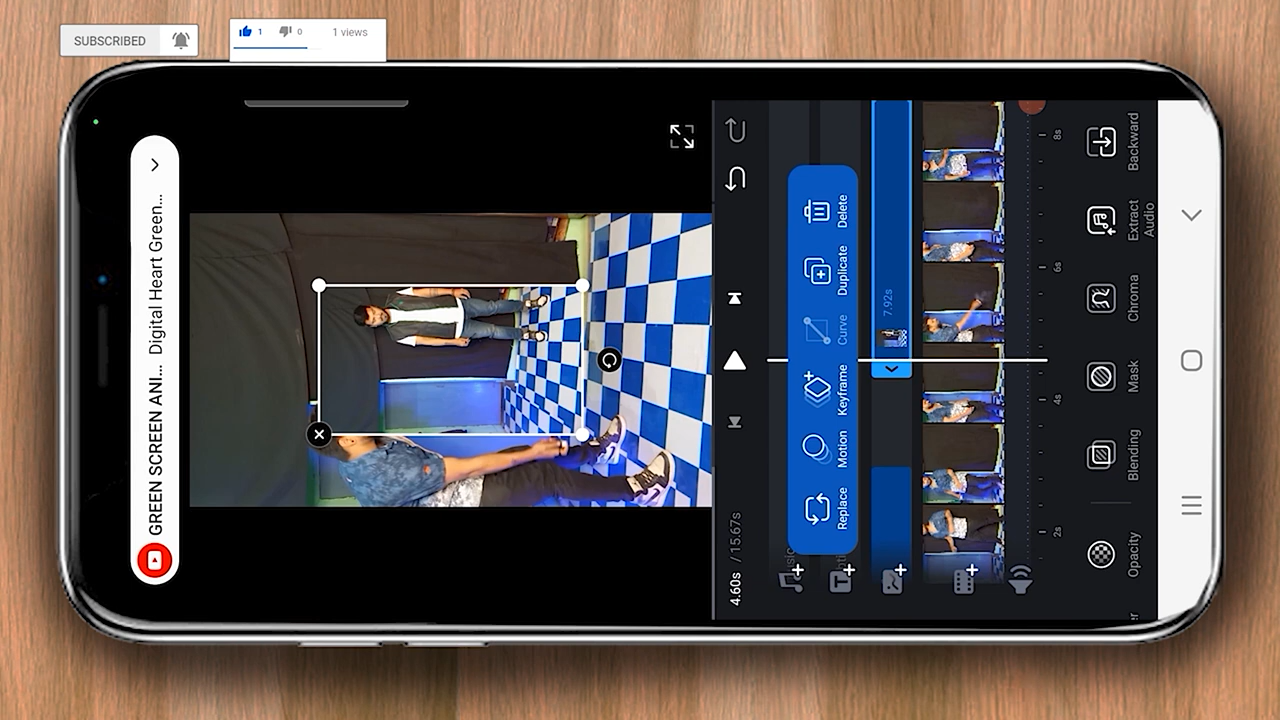 SUBSCRIBED
1
0
1 views
GREEN SCREEN ANI... Digital Heart Green...
Replace
Motion
Keyframe
Curve
Duplicate
Delete
7.92s
4.60s / 15.67s
2s
4s
6s
8s
Opacity
Blending
Mask
Chroma
Extract
Audio
Backward